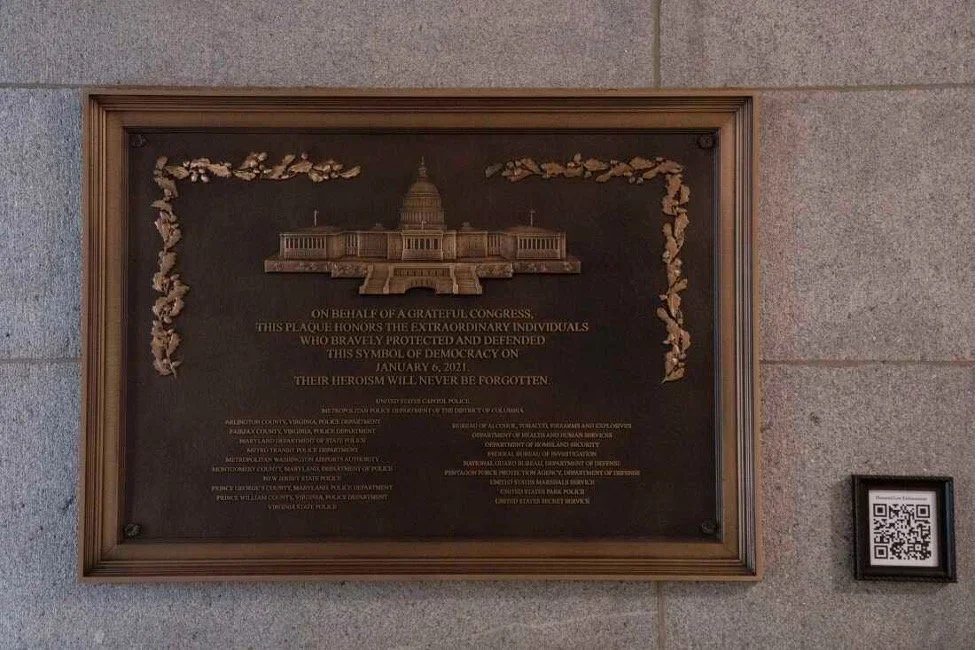 ON BEHALF OF A GRATEFUL CONGRESS,
THIS PLAQUE HONORS THE EXTRAORDINARY INDIVIDUALS
WHO BRAVELY PROTECTED AND DEFENDED
THIS SYMBOL OF DEMOCRACY ON
JANUARY 6, 2021.
THEIR HEROISM WILL NEVER BE FORGOTTEN.
UNITED STATES CAPITOL POLICE
METROPOLITAN POLICE DEPARTMENT OF THE DISTRICT OF COLUMBIA
ARLINGTON COUNTY, VIRGINIA, POLICE DEPARTMENT
FAIRFAX COUNTY, VIRGINIA, POLICE DEPARTMENT
MARYLAND DEPARTMENT OF STATE POLICE
METRO TRANSIT POLICE DEPARTMENT
METROPOLITAN WASHINGTON AIRPORTS AUTHORITY
MONTGOMERY COUNTY, MARYLAND, DEPARTMENT OF POLICE
NEW JERSEY STATE POLICE
PRINCE GEORGE'S COUNTY, MARYLAND, POLICE DEPARTMENT
PRINCE WILLIAM COUNTY, VIRGINIA, POLICE DEPARTMENT
VIRGINIA STATE POLICE
BUREAU OF ALCOHOL, TOBACCO, FIREARMS AND EXPLOSIVES
DEPARTMENT OF HEALTH AND HUMAN SERVICES
DEPARTMENT OF HOMELAND SECURITY
FEDERAL BUREAU OF INVESTIGATION
NATIONAL GUARD BUREAU, DEPARTMENT OF DEFENSE
PENTAGON FORCE PROTECTION AGENCY, DEPARTMENT OF DEFENSE
UNITED STATES MARSHALS SERVICE
UNITED STATES PARK POLICE
UNITED STATES SECRET SERVICE